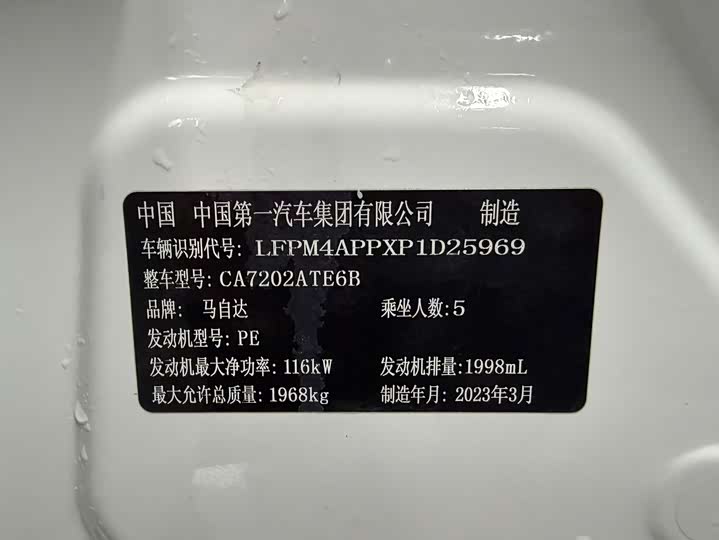 中国 中国第一汽车集团有限公司 制造
车辆识别代号: LFPM4APPXP1D25969
整车型号: CA7202ATE6B
品牌: 马自达 乘坐人数: 5
发动机型号: PE
发动机最大净功率: 116kW 发动机排量: 1998mL
最大允许总质量: 1968kg 制造年月: 2023年3月